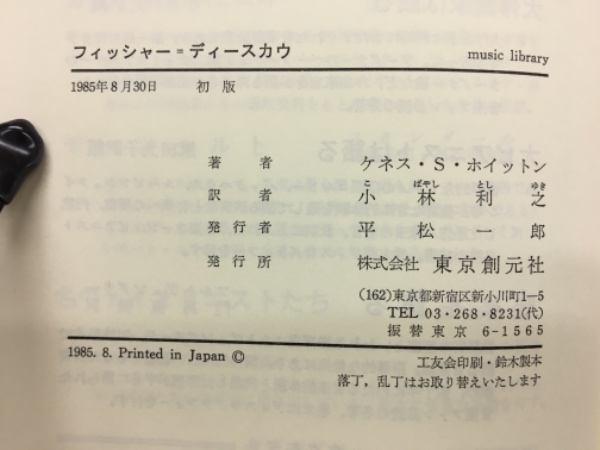 フィッシャー＝ディースカウ music library
1985年8月30日 初版
著者 ケネス・S・ホイットン
こ ばやし とし ゆき
訳者 小林利之
発行者 平松一郎
発行所 株式会社 東京創元社
(162)東京都新宿区新小川町1−5
TEL 03・268・8231(代)
振替東京 6-1565
1985. 8. Printed in Japan © 工友会印刷・鈴木製本
落丁，乱丁はお取り替えいたします